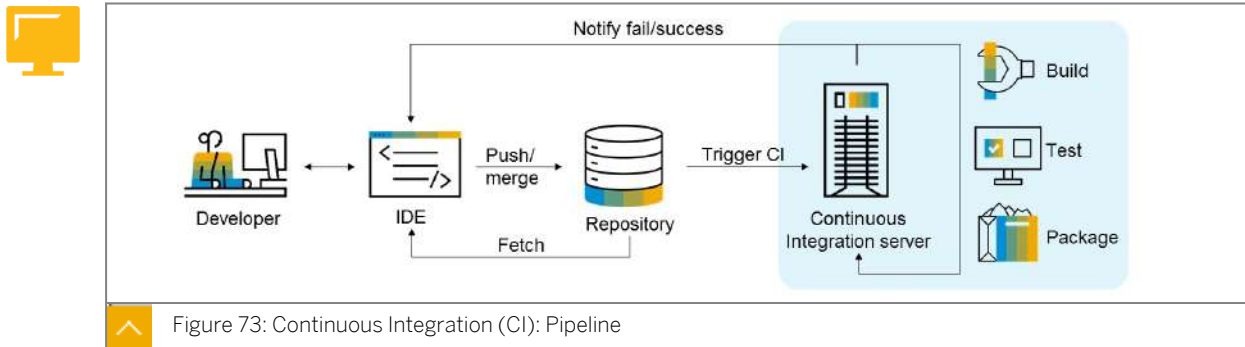 Notify fail/success
Build
Push/
merge
Trigger CI
Test
Developer
IDE
Repository
Continuous
Integration server
Fetch
Package
Figure 73: Continuous Integration (CI): Pipeline